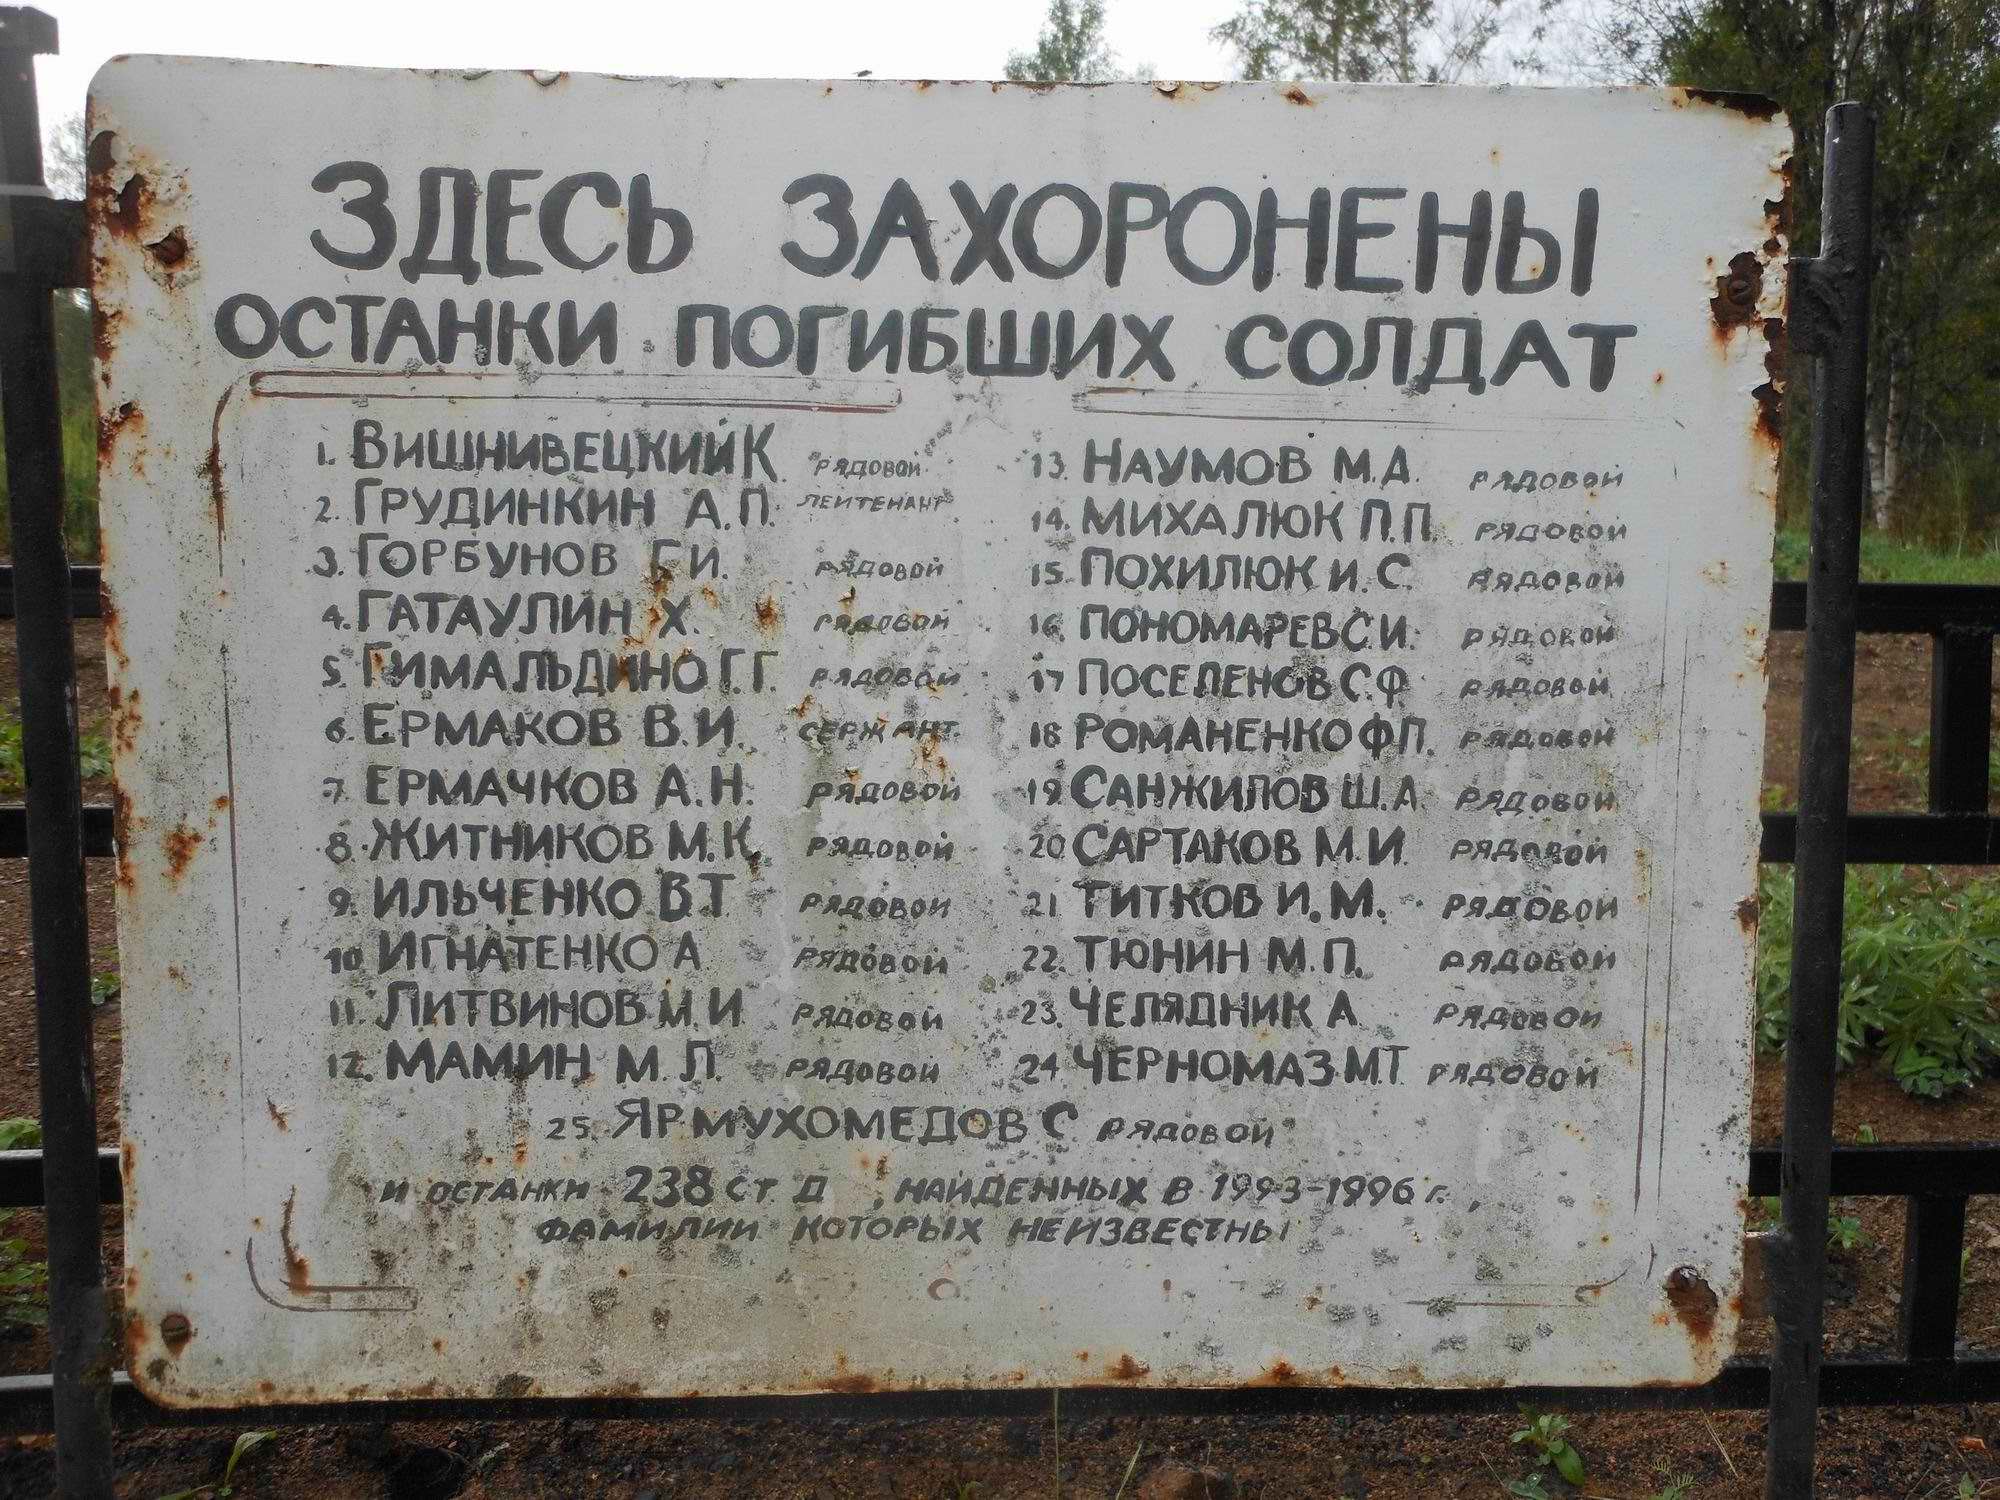 ЗДЕСЬ ЗАХОРОНЕНЫ
ОСТАНКИ ПОГИБШИХ СОЛДАТ
1. ВИШНИВЕЦКИЙ К. РЯДОВОЙ
2. ГРУДИНКИН А.П. ЛЕЙТЕНАНТ
3. ГОРБУНОВ Г.И. РЯДОВОЙ
4. ГАТАУЛИН Х. РЯДОВОЙ
5. ГИМАЛЬДИНО Г.Г. РЯДОВОЙ
6. ЕРМАКОВ В.И. СЕРЖАНТ.
7. ЕРМАЧКОВ А.Н. РЯДОВОЙ
8. ЖИТНИКОВ М.К. РЯДОВОЙ
9. ИЛЬЧЕНКО В.Т. РЯДОВОЙ
10 ИГНАТЕНКО А РЯДОВОЙ
11. ЛИТВИНОВ М.И РЯДОВОЙ
12. МАМИН М.Л. РЯДОВОЙ
13. НАУМОВ М.Д. РЯДОВОЙ
14. МИХАЛЮК П.П. РЯДОВОЙ
15. ПОХИЛЮК И.С. РЯДОВОЙ
16. ПОНОМАРЕВ С.И. РЯДОВОЙ
17 ПОСЕЛЕНОВ С.Ф. РЯДОВОЙ
18 РОМАНЕНКО Ф.П. РЯДОВОЙ
19 САНЖИЛОВ Ш.А РЯДОВОЙ
20 САРТАКОВ М.И. РЯДОВОЙ
21 ТИТКОВ И.М. РЯДОВОЙ
22. ТЮНИН М.П. РЯДОВОЙ
23. ЧЕЛЯДНИК А. РЯДОВОЙ
24 ЧЕРНОМАЗ М.Т. РЯДОВОЙ
25. ЯРМУХОМЕДОВ С РЯДОВОЙ
И ОСТАНКИ 238 СТ. Д , НАЙДЕННЫХ В 1993-1996 г.,
ФАМИЛИИ КОТОРЫХ НЕИЗВЕСТНЫ